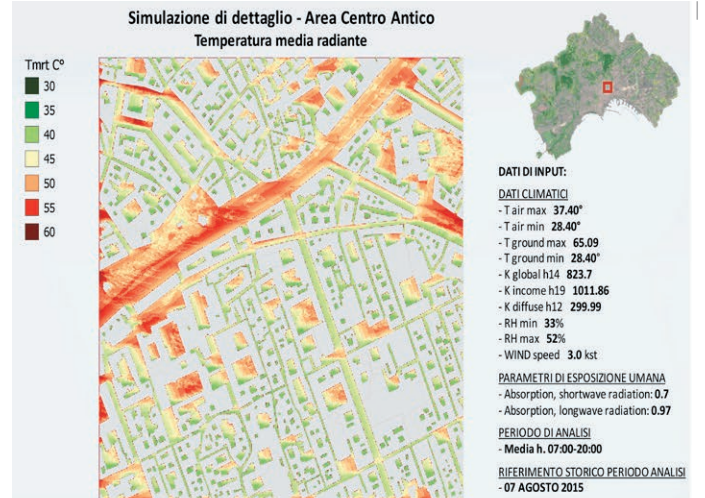 Simulazione di dettaglio - Area Centro Antico
Temperatura media radiante
Tmrt C°
30
35
40
45
50
55
60
DATI DI INPUT:
DATI CLIMATICI
- T air max 37.40°
- T air min 28.40°
- T ground max 65.09
- T ground min 28.40°
- K global h14 823.7
- K income h19 1011.86
- K diffuse h12 299.99
- RH min 33%
- RH max 52%
- WIND speed 3.0 kst
PARAMETRI DI ESPOSIZIONE UMANA
- Absorption, shortwave radiation: 0.7
- Absorption, longwave radiation: 0.97
PERIODO DI ANALISI
- Media h. 07:00-20:00
RIFERIMENTO STORICO PERIODO ANALISI
- 07 AGOSTO 2015